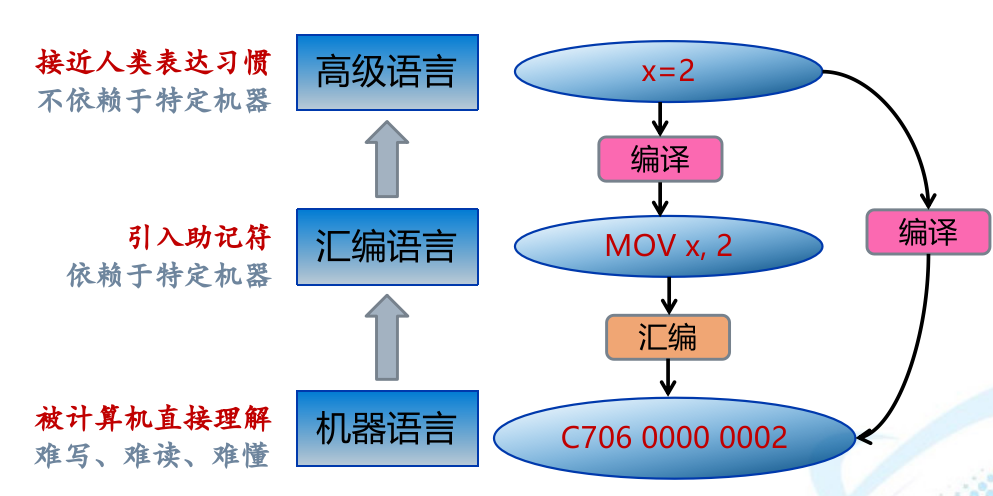 接近人类表达习惯
不依赖于特定机器
高级语言
x=2
编译
引入助记符
依赖于特定机器
汇编语言
MOV x, 2
编译
汇编
被计算机直接理解
难写、难读、难懂
机器语言
C706 0000 0002